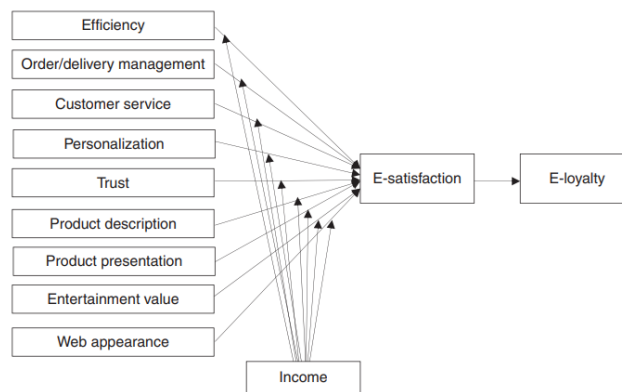 Efficiency
Order/delivery management
Customer service
Personalization
Trust
Product description
Product presentation
Entertainment value
Web appearance
E-satisfaction
E-loyalty
Income